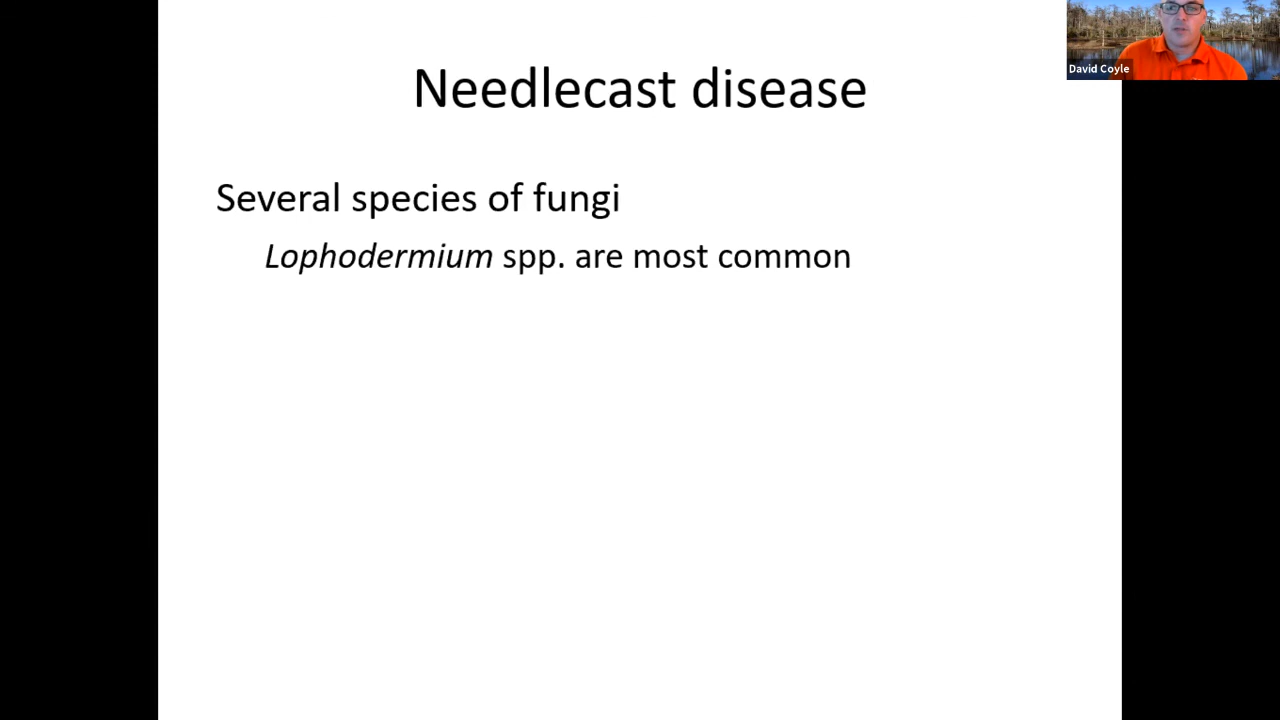 Needlecast disease
David Coyle
Several species of fungi
Lophodermium spp. are most common